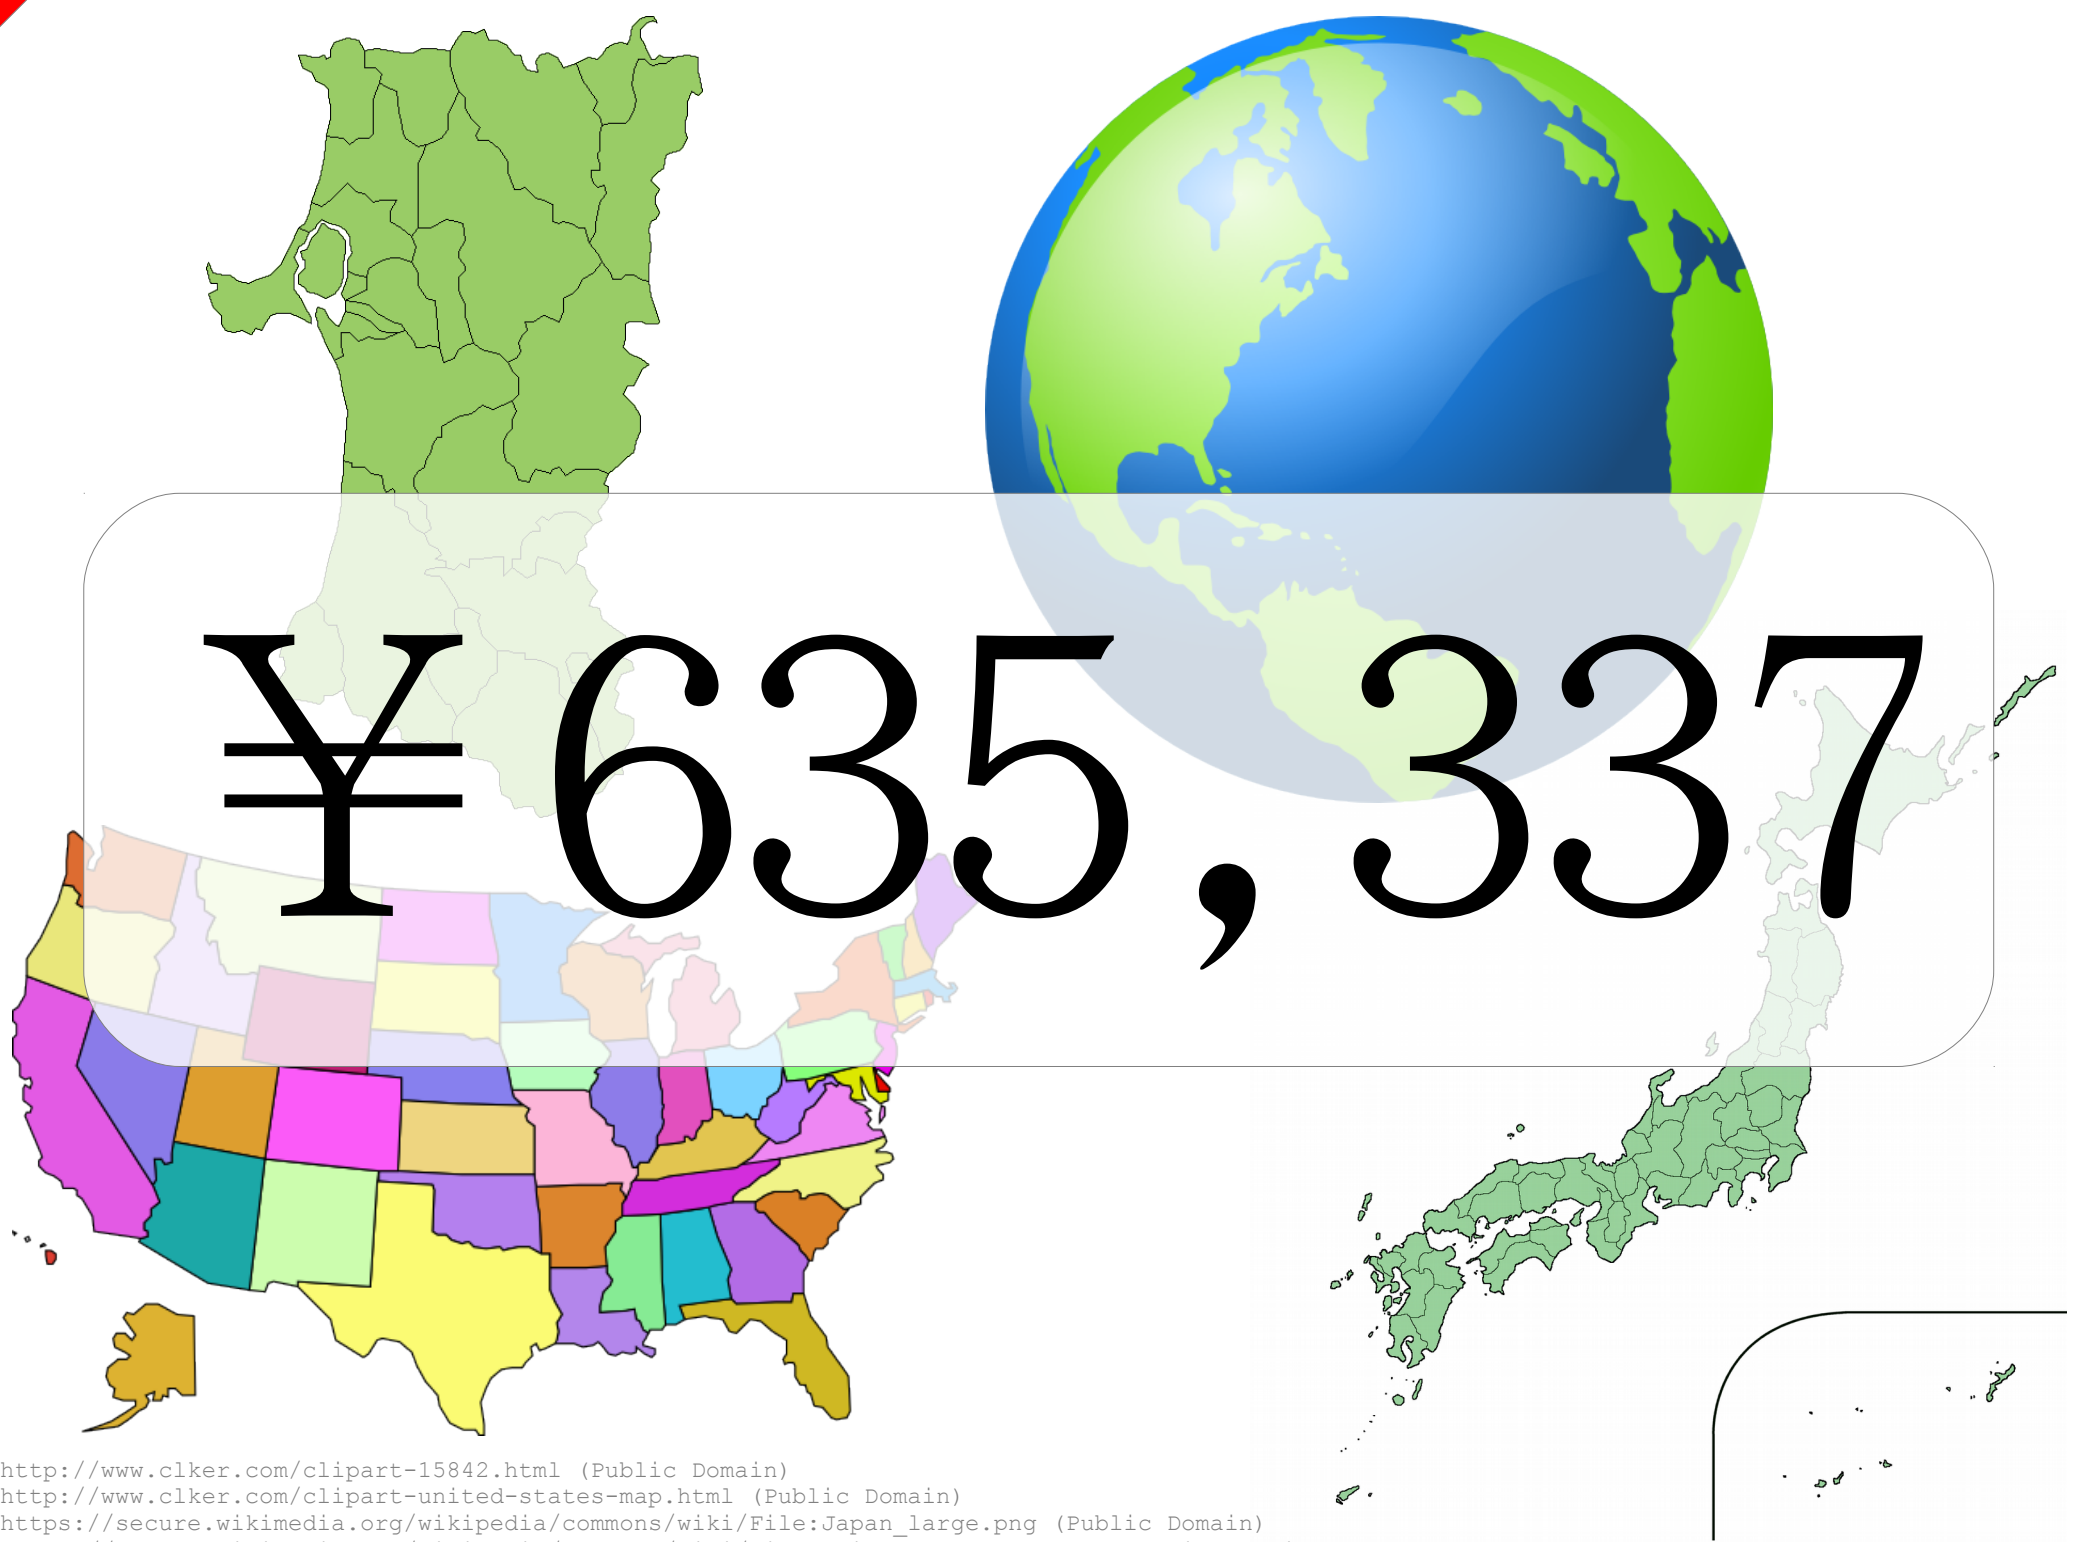 ¥635,337
http://www.clker.com/clipart-15842.html (Public Domain)
http://www.clker.com/clipart-united-states-map.html (Public Domain)
https://secure.wikimedia.org/wikipedia/commons/wiki/File:Japan_large.png (Public Domain)